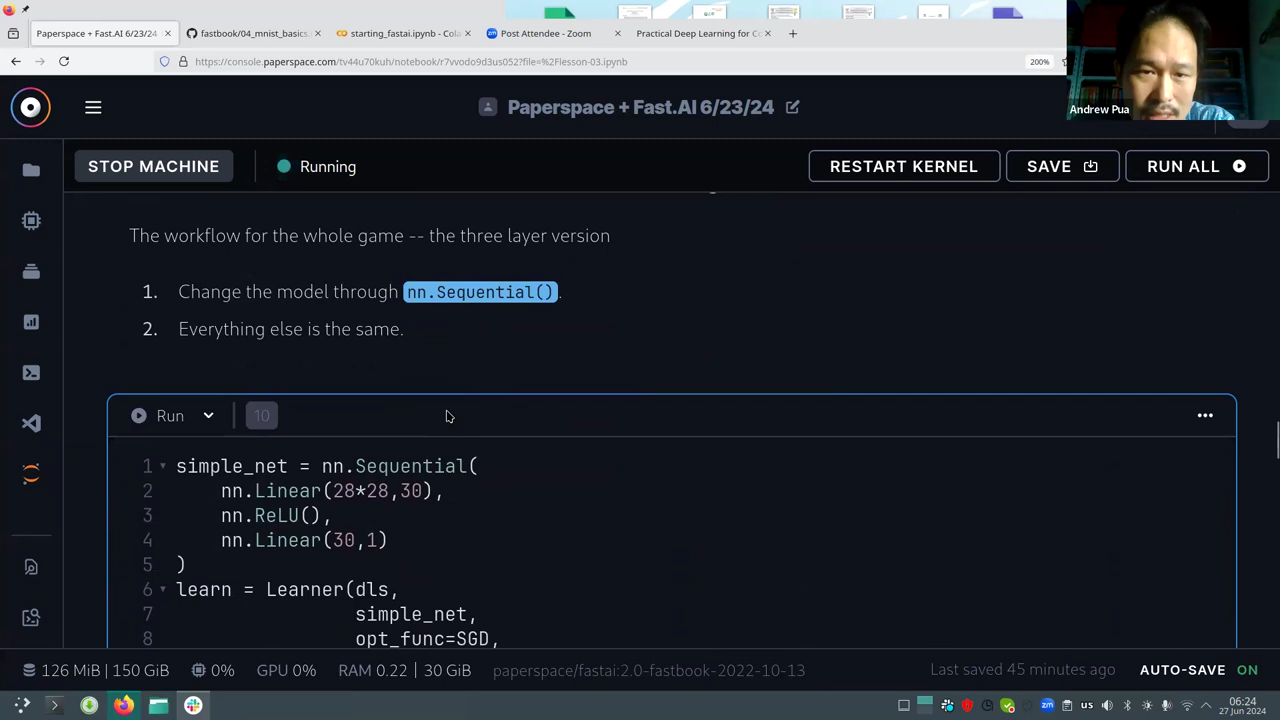 Paperspace + Fast.AI 6/23/24
fastbook/04_mnist_basics.
starting_fastai.ipynb - Cola
Post Attendee - Zoom
Practical Deep Learning for Co
https://console.paperspace.com/tv44u70kuh/notebook/r7vvodo9d3us052?file=%2Flesson-03.ipynb
200%
Andrew Pua
Paperspace + Fast.AI 6/23/24
STOP MACHINE
Running
RESTART KERNEL
SAVE
RUN ALL
The workflow for the whole game -- the three layer version
1. Change the model through nn.Sequential().
2. Everything else is the same.
Run
10
1 simple_net = nn.Sequential(
2 nn.Linear(28*28,30),
3 nn.ReLU(),
4 nn.Linear(30,1)
5 )
6 learn = Learner(dls,
7 simple_net,
8 opt_func=SGD,
126 MiB | 150 GiB
0%
GPU 0%
RAM 0.22 | 30 GiB
paperspace/fastai:2.0-fastbook-2022-10-13
Last saved 45 minutes ago
AUTO-SAVE ON
zm
us
06:24
27 Jun 2024